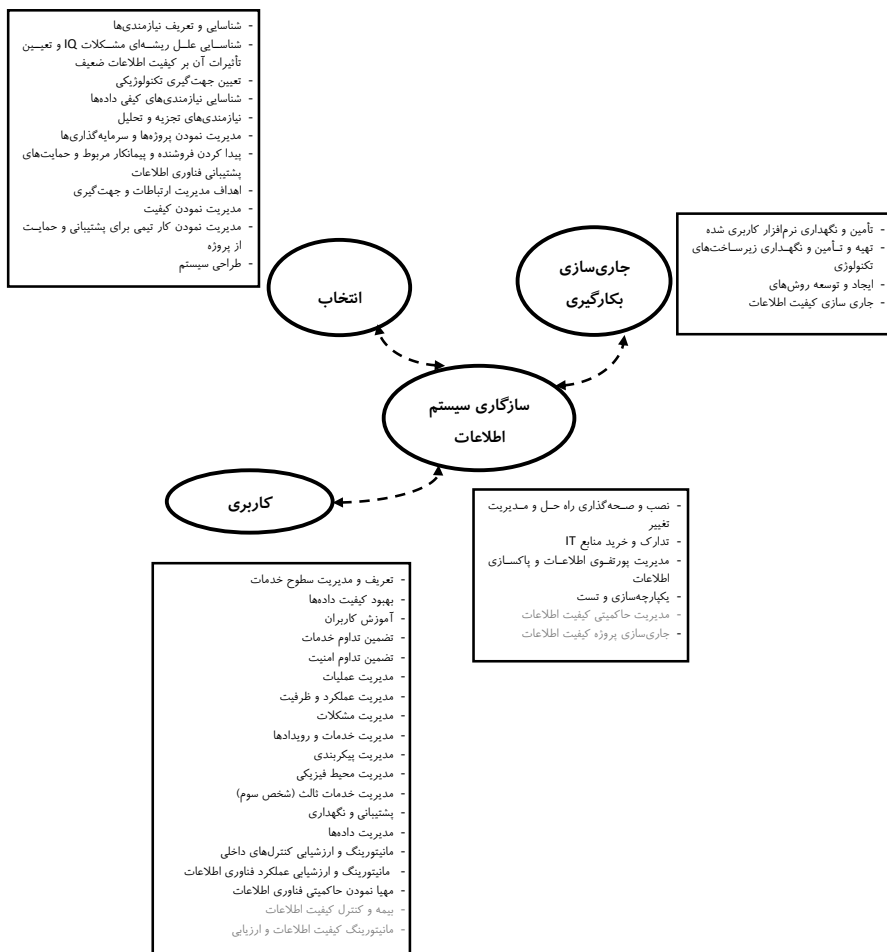 - شناسایی و تعریف نیازمندی‌ها
- شناسایی علل ریشه‌ای مشکلات IQ و تعیین
تأثیرات آن بر کیفیت اطلاعات ضعیف
- تعیین جهت‌گیری تکنولوژیکی
- شناسایی نیازمندی‌های کیفی داده‌ها
- نیازمندی‌های تجزیه و تحلیل
- مدیریت نمودن پروژه‌ها و سرمایه‌گذاری‌ها
- پیدا کردن فروشنده و پیمانکار مربوط و حمایت‌های
پشتیبانی فناوری اطلاعات
- اهداف مدیریت ارتباطات و جهت‌گیری
- مدیریت نمودن کیفیت
- مدیریت نمودن کار تیمی برای پشتیبانی و حمایت
از پروژه
- طراحی سیستم
انتخاب
جاری‌سازی
بکارگیری
- تأمین و نگهداری نرم‌افزار کاربری شده
- تهیه و تأمین و نگهداری زیرساخت‌های
تکنولوژی
- ایجاد و توسعه روش‌های
- جاری سازی کیفیت اطلاعات
سازگاری سیستم
اطلاعات
کاربری
- نصب و صحه‌گذاری راه حل و مدیریت
تغییر
- تدارک و خرید منابع IT
- مدیریت پورتفوی اطلاعات و پاکسازی
اطلاعات
- یکپارچه‌سازی و تست
- مدیریت حاکمیتی کیفیت اطلاعات
- جاری‌سازی پروژه کیفیت اطلاعات
- تعریف و مدیریت سطوح خدمات
- بهبود کیفیت داده‌ها
- آموزش کاربران
- تضمین تداوم خدمات
- تضمین تداوم امنیت
- مدیریت عملیات
- مدیریت عملکرد و ظرفیت
- مدیریت مشکلات
- مدیریت خدمات و رویدادها
- مدیریت پیکربندی
- مدیریت محیط فیزیکی
- مدیریت خدمات ثالث (شخص سوم)
- پشتیبانی و نگهداری
- مدیریت داده‌ها
- مانیتورینگ و ارزشیابی کنترل‌های داخلی
- مانیتورینگ و ارزشیابی عملکرد فناوری اطلاعات
- مهیا نمودن حاکمیتی فناوری اطلاعات
- بیمه و کنترل کیفیت اطلاعات
- مانیتورینگ کیفیت اطلاعات و ارزیابی